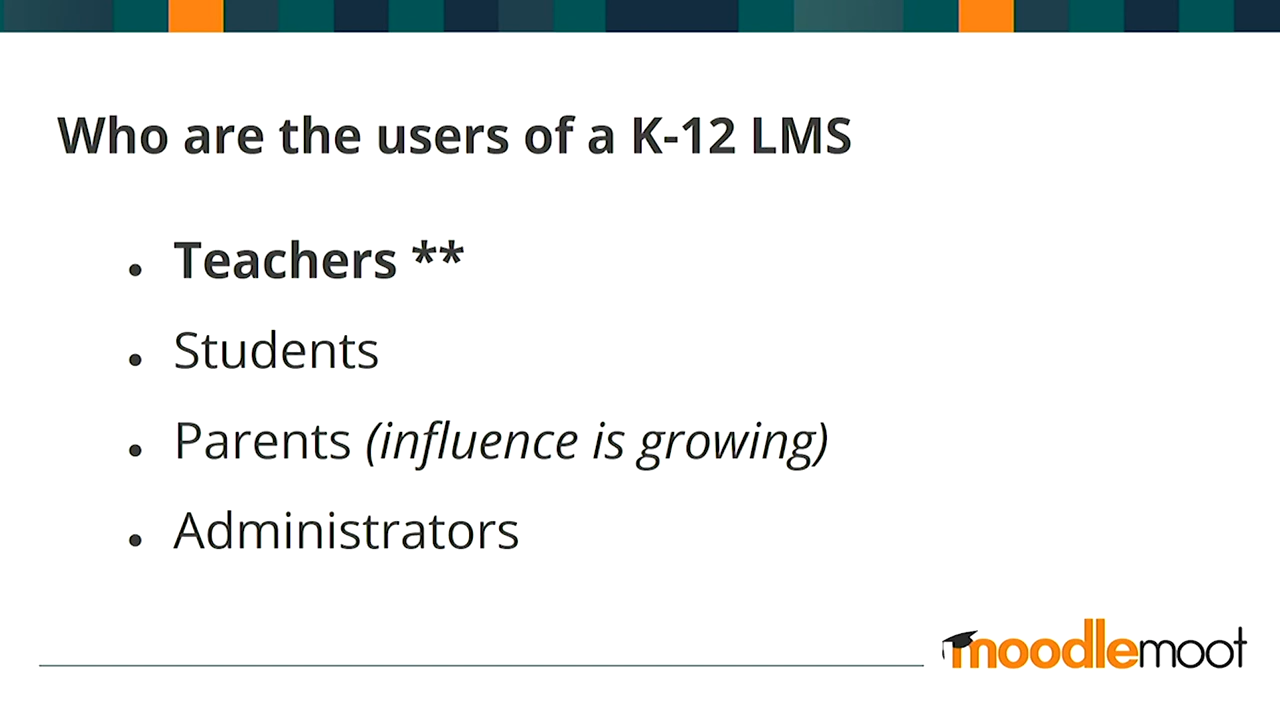 Who are the users of a K-12 LMS
• Teachers **
• Students
• Parents (influence is growing)
• Administrators
moodlemoot